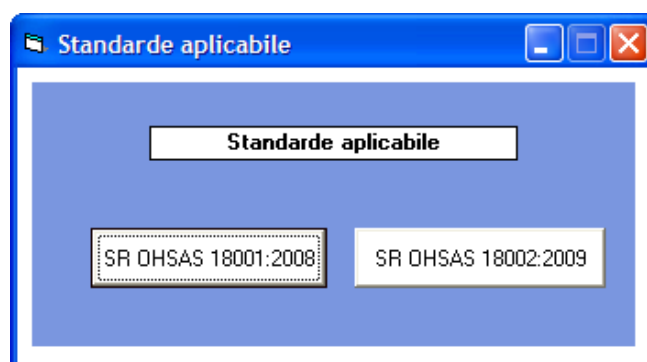 Standarde aplicabile
Standarde aplicabile
SR OHSAS 18001:2008
SR OHSAS 18002:2009